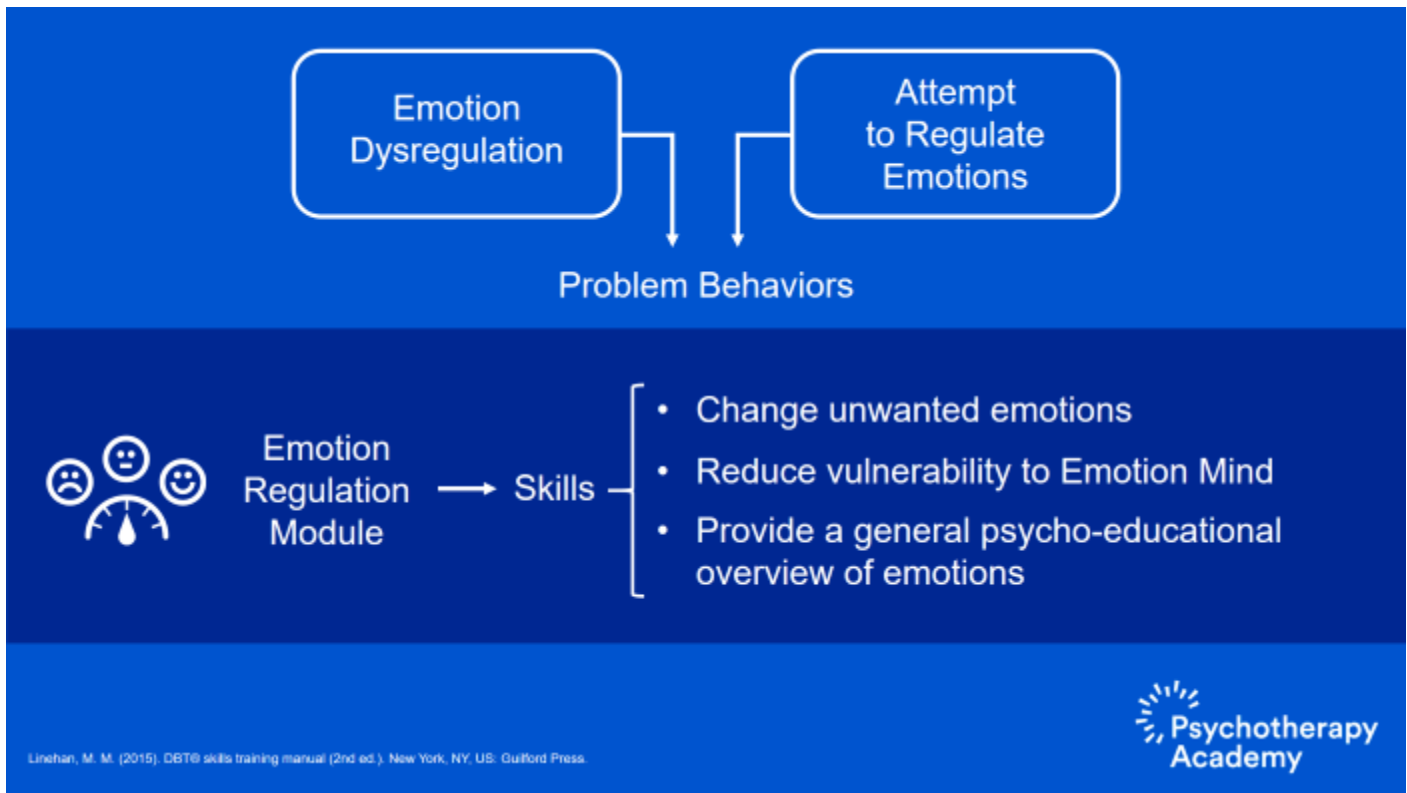 Emotion
Dysregulation
Attempt
to Regulate
Emotions
Problem Behaviors
Emotion
Regulation
Module
Skills
• Change unwanted emotions
• Reduce vulnerability to Emotion Mind
• Provide a general psycho-educational
overview of emotions
Linehan, M. M. (2015). DBT® skills training manual (2nd ed.). New York, NY, US: Guilford Press.
Psychotherapy
Academy